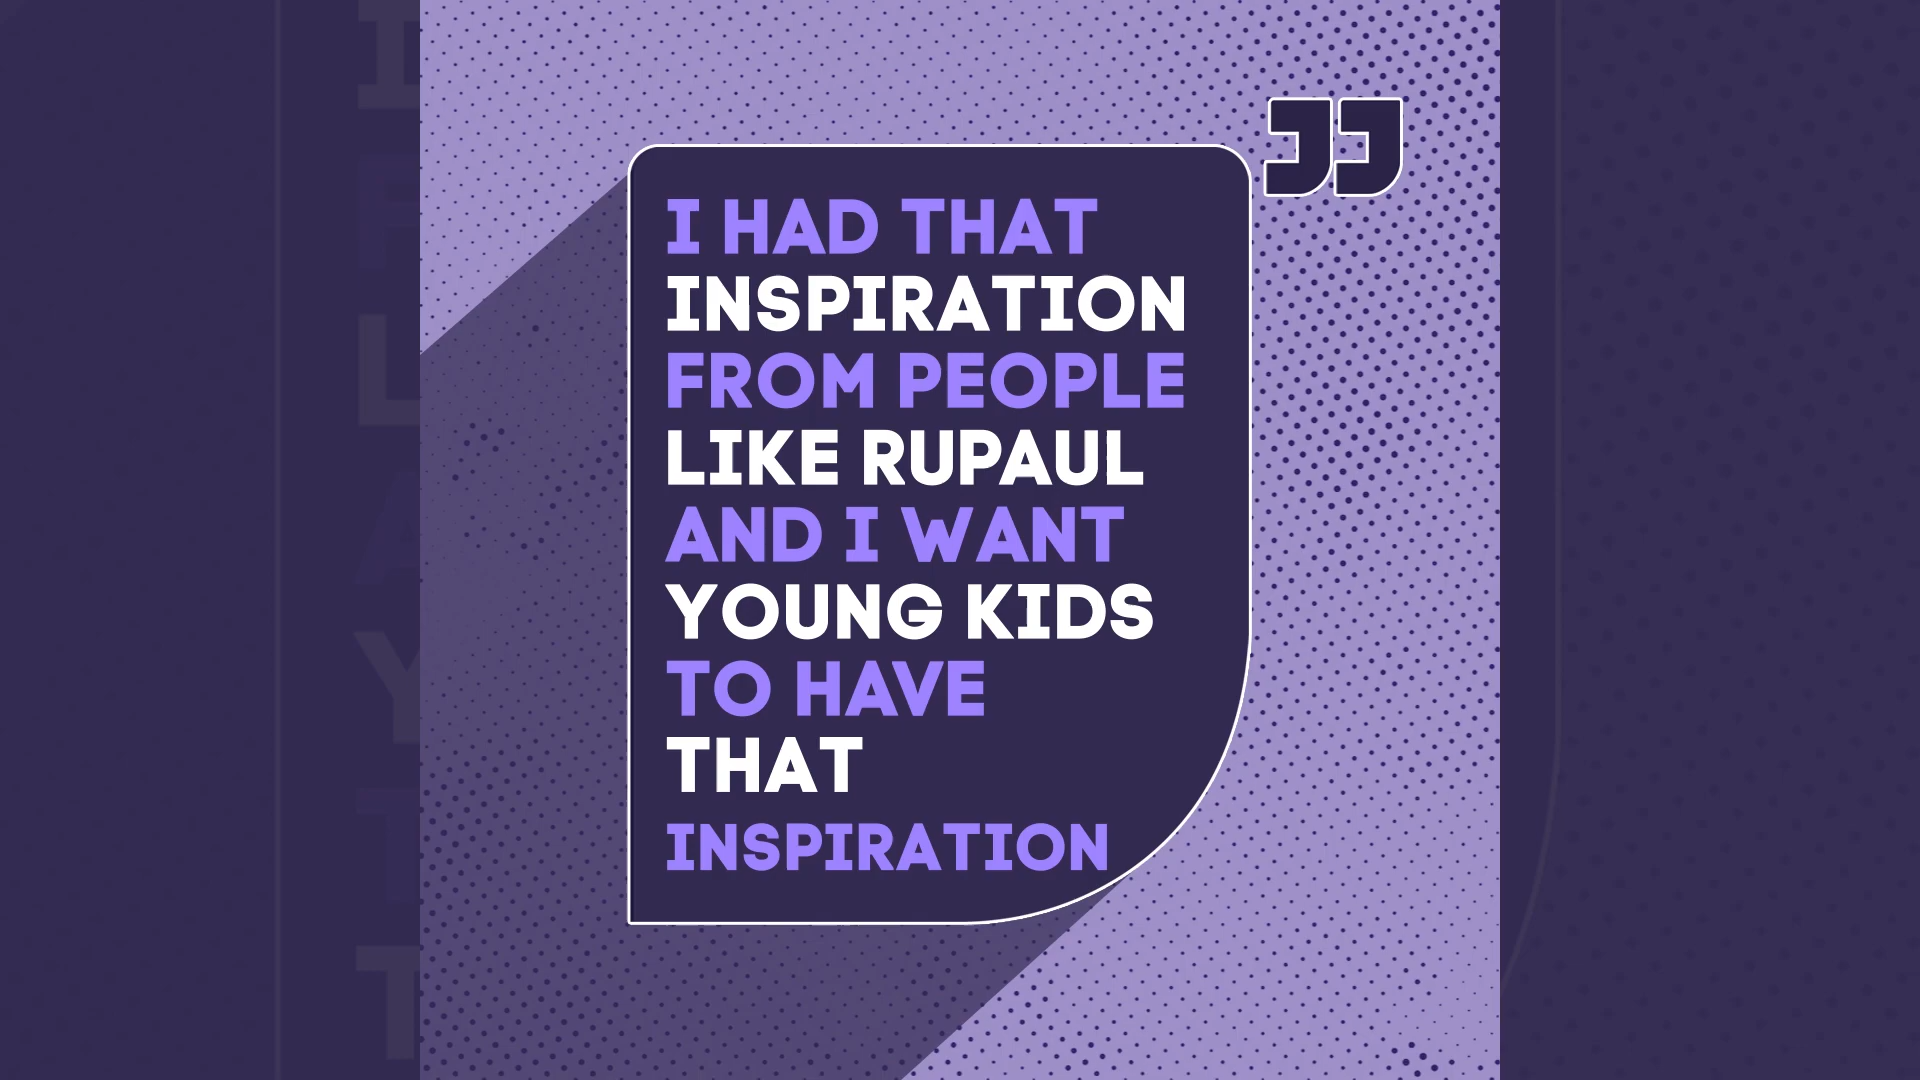 I HAD THAT
INSPIRATION
FROM PEOPLE
LIKE RUPAUL
AND I WANT
YOUNG KIDS
TO HAVE
THAT
INSPIRATION